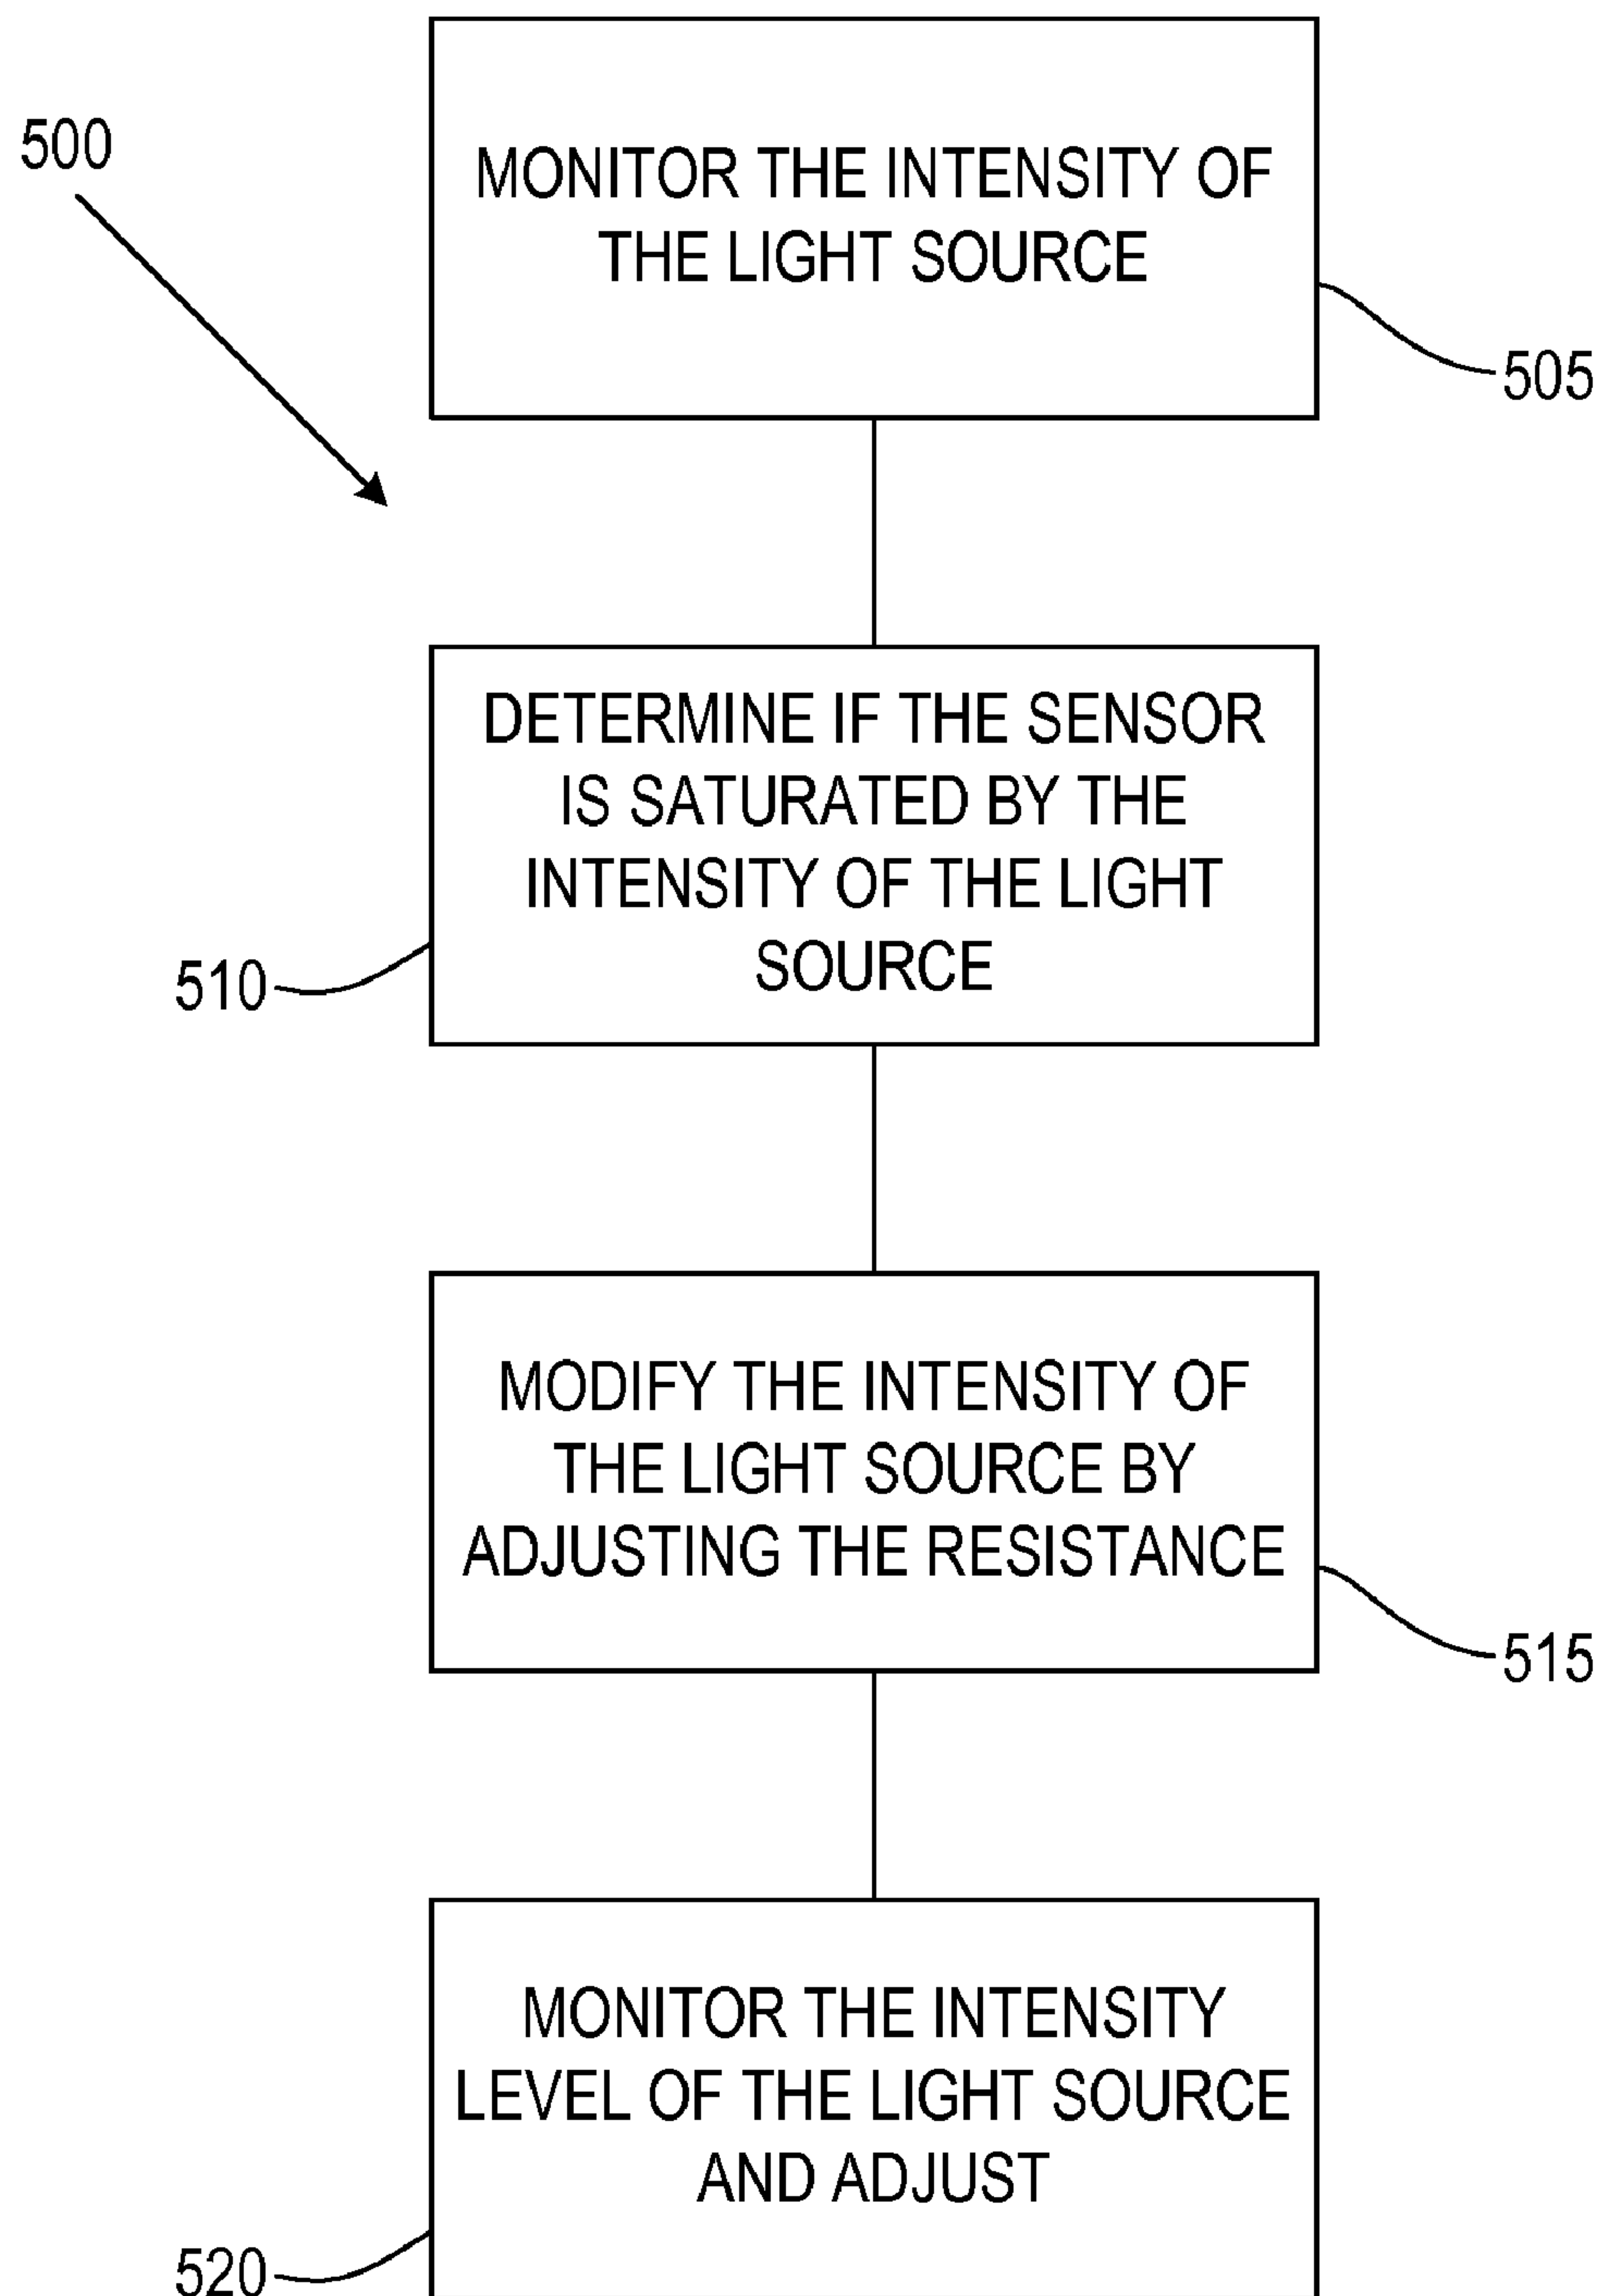 500
MONITOR THE INTENSITY OF
THE LIGHT SOURCE
505
DETERMINE IF THE SENSOR
IS SATURATED BY THE
INTENSITY OF THE LIGHT
SOURCE
510
MODIFY THE INTENSITY OF
THE LIGHT SOURCE BY
ADJUSTING THE RESISTANCE
515
MONITOR THE INTENSITY
LEVEL OF THE LIGHT SOURCE
AND ADJUST
520